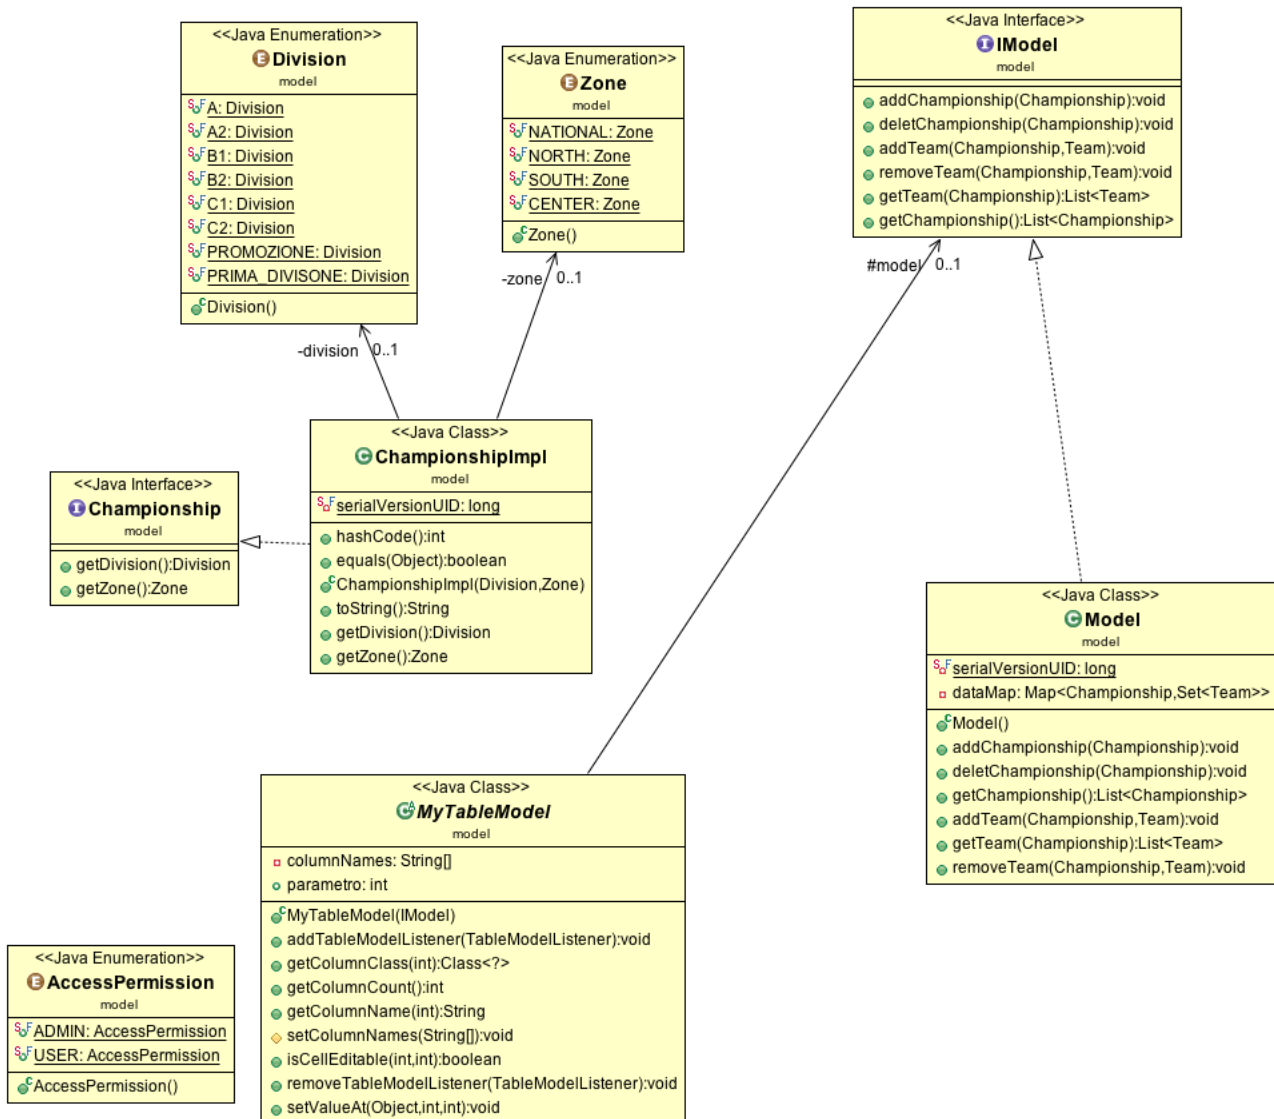 <<Java Enumeration>>
Division
model
A: Division
A2: Division
B1: Division
B2: Division
C1: Division
C2: Division
PROMOZIONE: Division
PRIMA_DIVISONE: Division
Division()
<<Java Enumeration>>
Zone
model
NATIONAL: Zone
NORTH: Zone
SOUTH: Zone
CENTER: Zone
Zone()
<<Java Interface>>
IModel
model
addChampionship(Championship):void
deletChampionship(Championship):void
addTeam(Championship,Team):void
removeTeam(Championship,Team):void
getTeam(Championship):List<Team>
getChampionship():List<Championship>
-division 0..1
-zone 0..1
#model 0..1
<<Java Interface>>
Championship
model
getDivision():Division
getZone():Zone
<<Java Class>>
ChampionshipImpl
model
serialVersionUID: long
hashCode():int
equals(Object):boolean
ChampionshipImpl(Division,Zone)
toString():String
getDivision():Division
getZone():Zone
<<Java Class>>
Model
model
serialVersionUID: long
dataMap: Map<Championship,Set<Team>>
Model()
addChampionship(Championship):void
deletChampionship(Championship):void
getChampionship():List<Championship>
addTeam(Championship,Team):void
getTeam(Championship):List<Team>
removeTeam(Championship,Team):void
<<Java Class>>
MyTableModel
model
columnNames: String[]
parametro: int
MyTableModel(IModel)
addTableModelListener(TableModelListener):void
getColumnClass(int):Class<?>
getColumnCount():int
getColumnName(int):String
setColumnNames(String[]):void
isCellEditable(int,int):boolean
removeTableModelListener(TableModelListener):void
setValueAt(Object,int,int):void
<<Java Enumeration>>
AccessPermission
model
ADMIN: AccessPermission
USER: AccessPermission
AccessPermission()